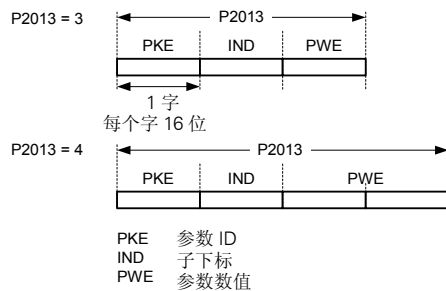 P2013 = 3
P2013
PKE IND PWE
1 字
每个字 16 位
P2013 = 4
P2013
PKE IND PWE
PKE 参数 ID
IND 子下标
PWE 参数数值